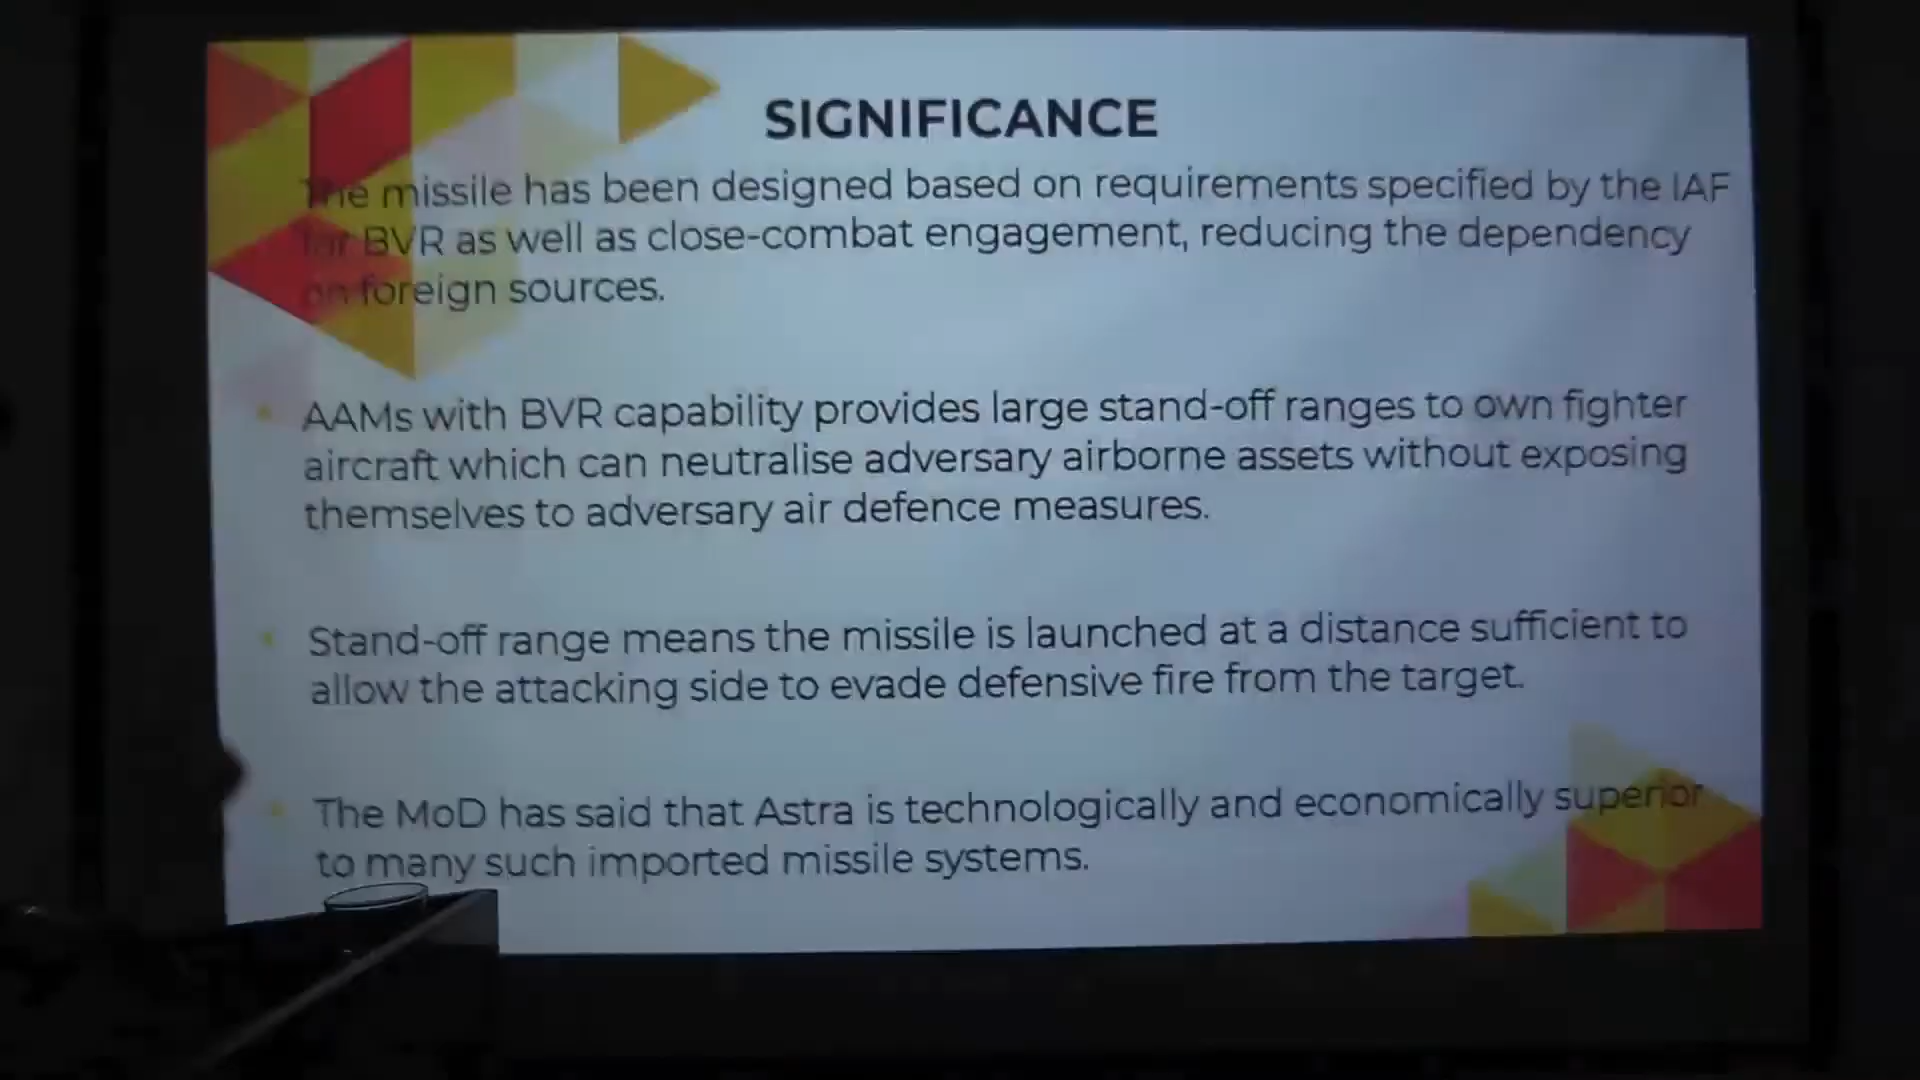 SIGNIFICANCE
The missile has been designed based on requirements specified by the IAF
for BVR as well as close-combat engagement, reducing the dependency
on foreign sources.
AAMs with BVR capability provides large stand-off ranges to own fighter
aircraft which can neutralise adversary airborne assets without exposing
themselves to adversary air defence measures.
Stand-off range means the missile is launched at a distance sufficient to
allow the attacking side to evade defensive fire from the target.
The MoD has said that Astra is technologically and economically superior
to many such imported missile systems.